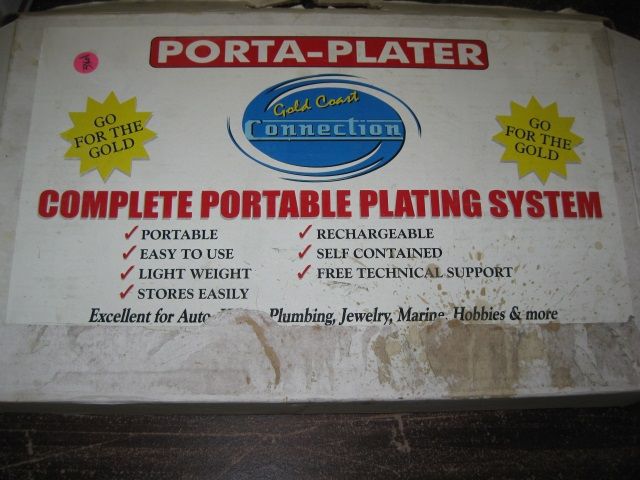 PORTA-PLATER
Gold Coast
Connection
GO
FOR THE
GOLD
GO
FOR THE
GOLD
COMPLETE PORTABLE PLATING SYSTEM
✓ PORTABLE
✓ EASY TO USE
✓ LIGHT WEIGHT
✓ STORES EASILY
✓ RECHARGEABLE
✓ SELF CONTAINED
✓ FREE TECHNICAL SUPPORT
Excellent for Auto, Plumbing, Jewelry, Marine, Hobbies & more